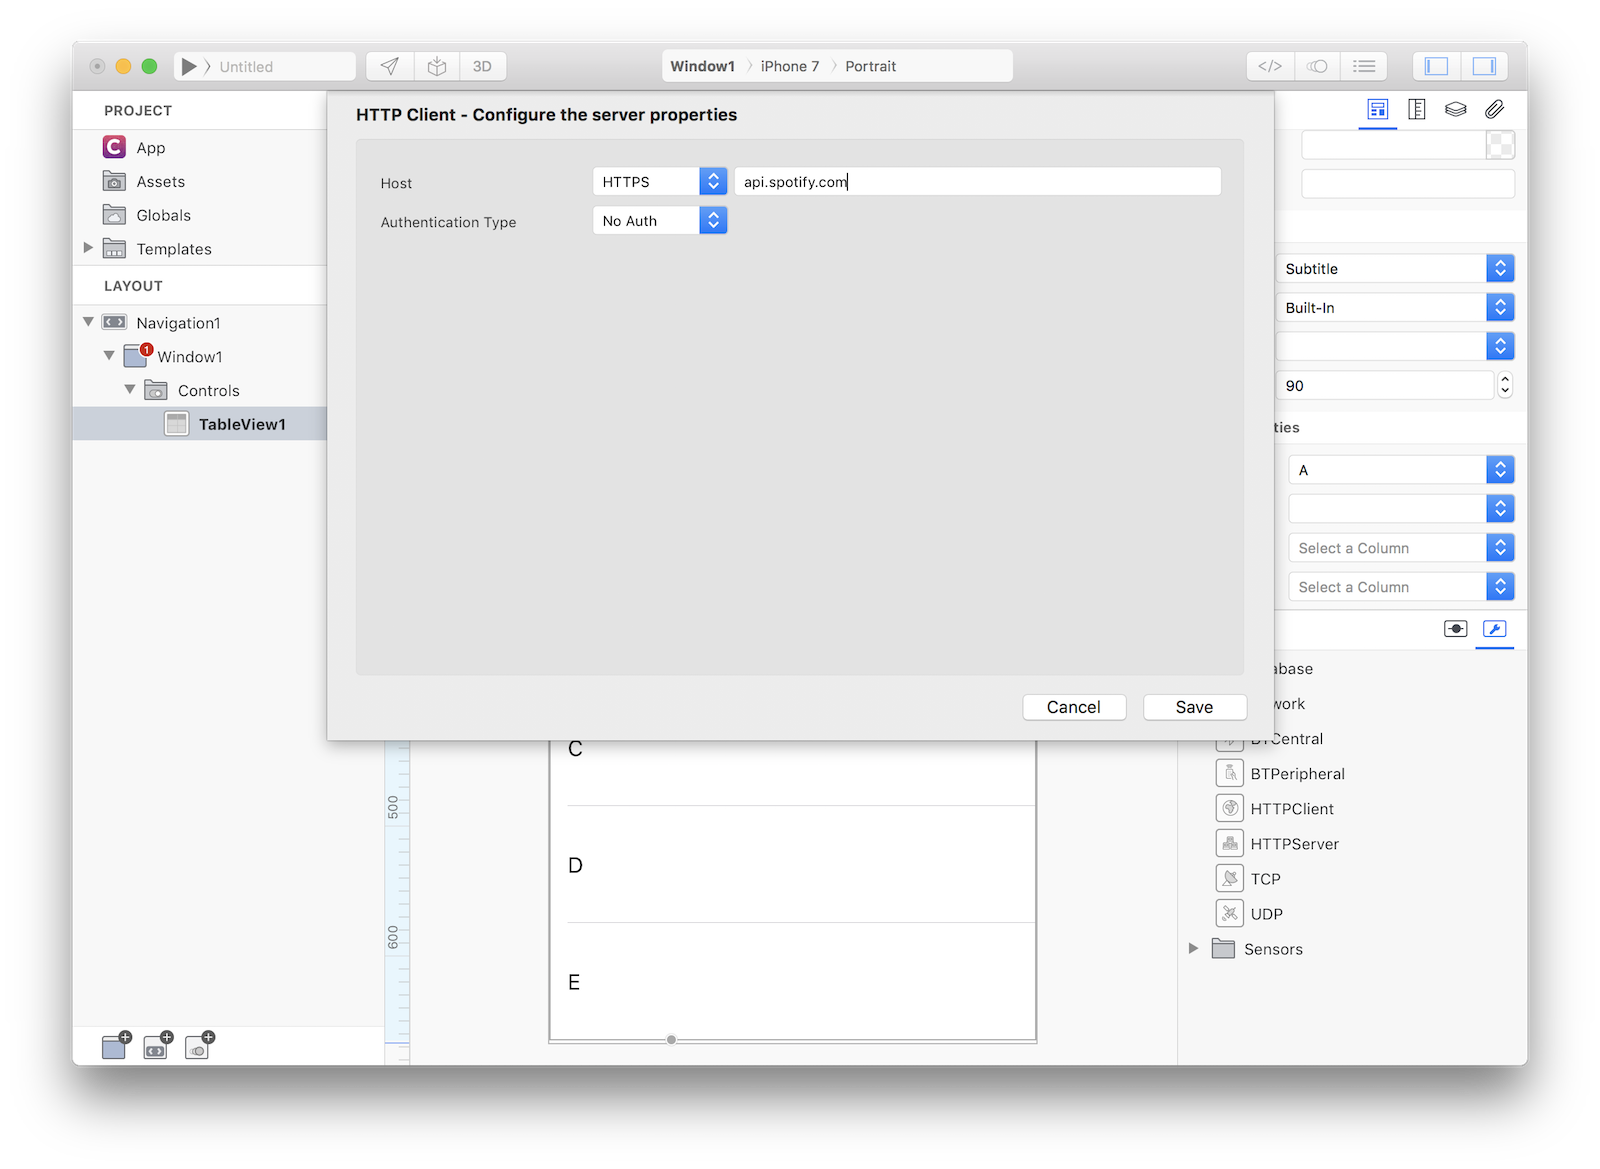 Untitled
3D
Window1 iPhone 7 Portrait
</>
PROJECT
App
Assets
Globals
Templates
LAYOUT
Navigation1
1
Window1
Controls
TableView1
HTTP Client - Configure the server properties
Host HTTPS api.spotify.com
Authentication Type No Auth
Cancel Save
Subtitle
Built-In
90
ties
A
Select a Column
Select a Column
abase
work
BTCentral
BTPeripheral
HTTPClient
HTTPServer
TCP
UDP
Sensors
500
600
C
D
E